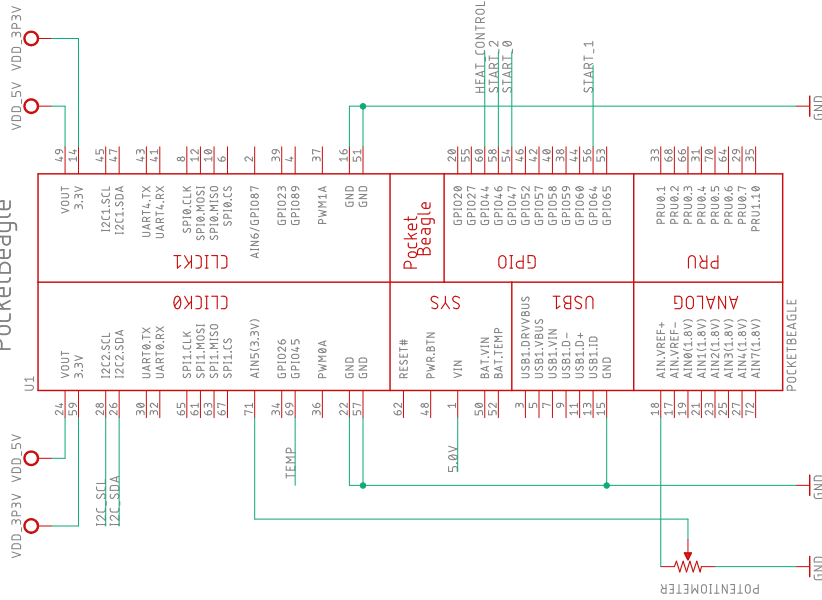 VDD_3P3V
VDD_5V
HEAT_CONTROL
START_2
START_0
START_1
GND
49
14
45
47
43
41
8
12
10
6
2
39
4
37
16
51
20
55
60
58
54
46
42
40
38
44
56
53
33
68
66
31
70
64
29
35
PocketBeagle
VOUT
3.3V
I2C1.SCL
I2C1.SDA
UART4.TX
UART4.RX
SPI0.CLK
SPI0.MOSI
SPI0.MISO
SPI0.CS
AIN6/GPIO87
GPIO23
GPIO89
PWM1A
GND
GND
Pocket
Beagle
GPIO20
GPIO27
GPIO44
GPIO46
GPIO47
GPIO52
GPIO57
GPIO58
GPIO59
GPIO60
GPIO64
GPIO65
PRU0.1
PRU0.2
PRU0.3
PRU0.4
PRU0.5
PRU0.6
PRU0.7
PRU1.10
CLICK1
GPIO
PRU
CLICK0
SYS
USB1
ANALOG
VOUT
3.3V
I2C2.SCL
I2C2.SDA
UART0.TX
UART0.RX
SPI1.CLK
SPI1.MOSI
SPI1.MISO
SPI1.CS
AIN5(3.3V)
GPIO26
GPIO45
PWM0A
GND
GND
RESET#
PWR.BTN
VIN
BAT.VIN
BAT.TEMP
USB1.DRVVBUS
USB1.VBUS
USB1.VIN
USB1.D-
USB1.D+
USB1.ID
GND
AIN.VREF+
AIN.VREF-
AIN0(1.8V)
AIN1(1.8V)
AIN2(1.8V)
AIN3(1.8V)
AIN4(1.8V)
AIN7(1.8V)
POCKETBEAGLE
U1
24
59
28
26
30
32
65
61
63
67
71
34
69
36
22
57
62
48
1
50
52
3
5
7
9
11
13
15
18
17
19
21
23
25
27
72
VDD_5V
VDD_3P3V
I2C_SCL
I2C_SDA
TEMP
5.0V
GND
GND
POTENTIOMETER